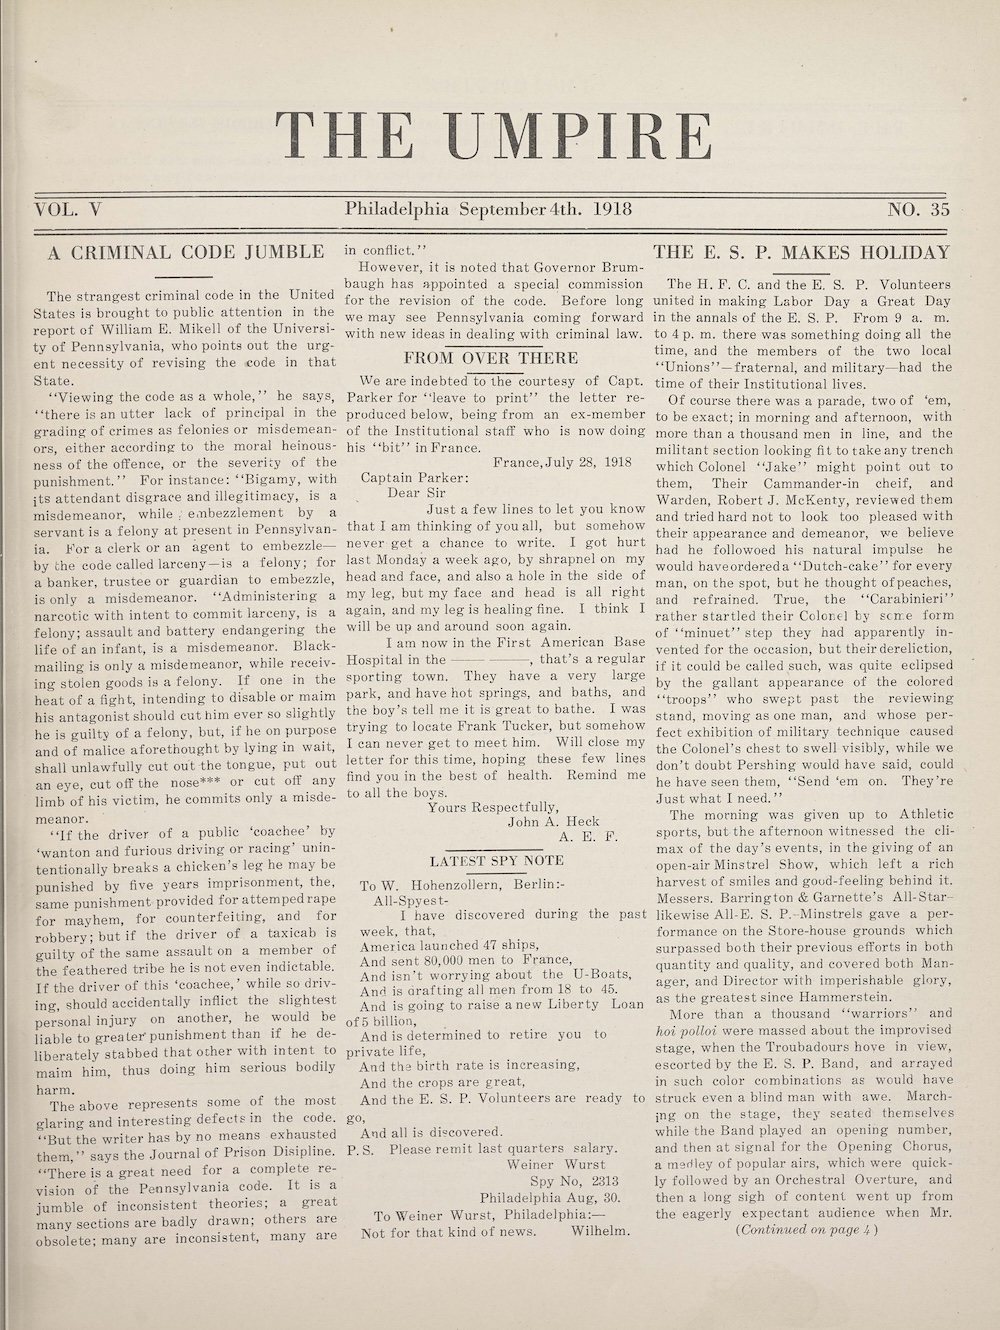 THE UMPIRE
VOL. V Philadelphia September 4th. 1918 NO. 35
A CRIMINAL CODE JUMBLE
The strangest criminal code in the United
States is brought to public attention in the
report of William E. Mikell of the Universi-
ty of Pennsylvania, who points out the urg-
ent necessity of revising the code in that
State.
"Viewing the code as a whole," he says,
"there is an utter lack of principal in the
grading of crimes as felonies or misdemean-
ors, either according to the moral heinous-
ness of the offence, or the severity of the
punishment." For instance: "Bigamy, with
its attendant disgrace and illegitimacy, is a
misdemeanor, while embezzlement by a
servant is a felony at present in Pennsylvan-
ia. For a clerk or an agent to embezzle—
by the code called larceny—is a felony; for
a banker, trustee or guardian to embezzle,
is only a misdemeanor. "Administering a
narcotic with intent to commit larceny, is a
felony; assault and battery endangering the
life of an infant, is a misdemeanor. Black-
mailing is only a misdemeanor, while receiv-
ing stolen goods is a felony. If one in the
heat of a fight, intending to disable or maim
his antagonist should cut him ever so slightly
he is guilty of a felony, but, if he on purpose
and of malice aforethought by lying in wait,
shall unlawfully cut out the tongue, put out
an eye, cut off the nose*** or cut off any
limb of his victim, he commits only a misde-
meanor.
"If the driver of a public 'coachee' by
'wanton and furious driving or racing' unin-
tentionally breaks a chicken's leg he may be
punished by five years imprisonment, the,
same punishment provided for attemped rape
for mayhem, for counterfeiting, and for
robbery; but if the driver of a taxicab is
guilty of the same assault on a member of
the feathered tribe he is not even indictable.
If the driver of this 'coachee,' while so driv-
ing, should accidentally inflict the slightest
personal injury on another, he would be
liable to greater punishment than if he de-
liberately stabbed that other with intent to
maim him, thus doing him serious bodily
harm.
The above represents some of the most
glaring and interesting defects in the code.
"But the writer has by no means exhausted
them," says the Journal of Prison Disipline.
"There is a great need for a complete re-
vision of the Pennsylvania code. It is a
jumble of inconsistent theories; a great
many sections are badly drawn; others are
obsolete; many are inconsistent, many are
in conflict."
However, it is noted that Governor Brum-
baugh has appointed a special commission
for the revision of the code. Before long
we may see Pennsylvania coming forward
with new ideas in dealing with criminal law.
FROM OVER THERE
We are indebted to the courtesy of Capt.
Parker for "leave to print" the letter re-
produced below, being from an ex-member
of the Institutional staff who is now doing
his "bit" in France.
France, July 28, 1918
Captain Parker:
Dear Sir
Just a few lines to let you know
that I am thinking of you all, but somehow
never get a chance to write. I got hurt
last Monday a week ago, by shrapnel on my
head and face, and also a hole in the side of
my leg, but my face and head is all right
again, and my leg is healing fine. I think I
will be up and around soon again.
I am now in the First American Base
Hospital in the —— ——, that's a regular
sporting town. They have a very large
park, and have hot springs, and baths, and
the boy's tell me it is great to bathe. I was
trying to locate Frank Tucker, but somehow
I can never get to meet him. Will close my
letter for this time, hoping these few lines
find you in the best of health. Remind me
to all the boys.
Yours Respectfully,
John A. Heck
A. E. F.
LATEST SPY NOTE
To W. Hohenzollern, Berlin:-
All-Spyest-
I have discovered during the past
week, that,
America launched 47 ships,
And sent 80,000 men to France,
And isn't worrying about the U-Boats,
And is drafting all men from 18 to 45.
And is going to raise a new Liberty Loan
of 5 billion,
And is determined to retire you to
private life,
And the birth rate is increasing,
And the crops are great,
And the E. S. P. Volunteers are ready to
go,
And all is discovered.
P. S. Please remit last quarters salary.
Weiner Wurst
Spy No, 2313
Philadelphia Aug, 30.
To Weiner Wurst, Philadelphia:—
Not for that kind of news. Wilhelm.
THE E. S. P. MAKES HOLIDAY
The H. F. C. and the E. S. P. Volunteers
united in making Labor Day a Great Day
in the annals of the E. S. P. From 9 a. m.
to 4 p. m. there was something doing all the
time, and the members of the two local
"Unions"—fraternal, and military—had the
time of their Institutional lives.
Of course there was a parade, two of 'em,
to be exact; in morning and afternoon, with
more than a thousand men in line, and the
militant section looking fit to take any trench
which Colonel "Jake" might point out to
them, Their Cammander-in cheif, and
Warden, Robert J. McKenty, reviewed them
and tried hard not to look too pleased with
their appearance and demeanor, we believe
had he followoed his natural impulse he
would have ordered a "Dutch-cake" for every
man, on the spot, but he thought of peaches,
and refrained. True, the "Carabinieri"
rather startled their Colonel by some form
of "minuet" step they had apparently in-
vented for the occasion, but their dereliction,
if it could be called such, was quite eclipsed
by the gallant appearance of the colored
"troops" who swept past the reviewing
stand, moving as one man, and whose per-
fect exhibition of military technique caused
the Colonel's chest to swell visibly, while we
don't doubt Pershing would have said, could
he have seen them, "Send 'em on. They're
Just what I need."
The morning was given up to Athletic
sports, but the afternoon witnessed the cli-
max of the day's events, in the giving of an
open-air Minstrel Show, which left a rich
harvest of smiles and good-feeling behind it.
Messers. Barrington & Garnette's All-Star-
likewise All-E. S. P.-Minstrels gave a per-
formance on the Store-house grounds which
surpassed both their previous efforts in both
quantity and quality, and covered both Man-
ager, and Director with imperishable glory,
as the greatest since Hammerstein.
More than a thousand "warriors" and
hoi polloi were massed about the improvised
stage, when the Troubadours hove in view,
escorted by the E. S. P. Band, and arrayed
in such color combinations as would have
struck even a blind man with awe. March-
ing on the stage, they seated themselves
while the Band played an opening number,
and then at signal for the Opening Chorus,
a medley of popular airs, which were quick-
ly followed by an Orchestral Overture, and
then a long sigh of content went up from
the eagerly expectant audience when Mr.
(Continued on page 4)